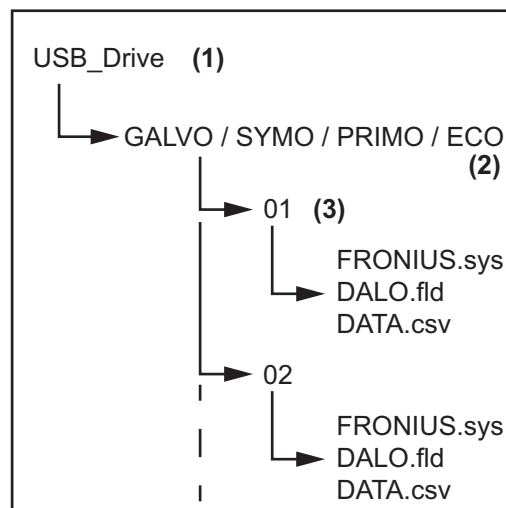 USB_Drive (1)
GALVO / SYMO / PRIMO / ECO
(2)
01 (3)
FRONIUS.sys
DALO.fld
DATA.csv
02
FRONIUS.sys
DALO.fld
DATA.csv